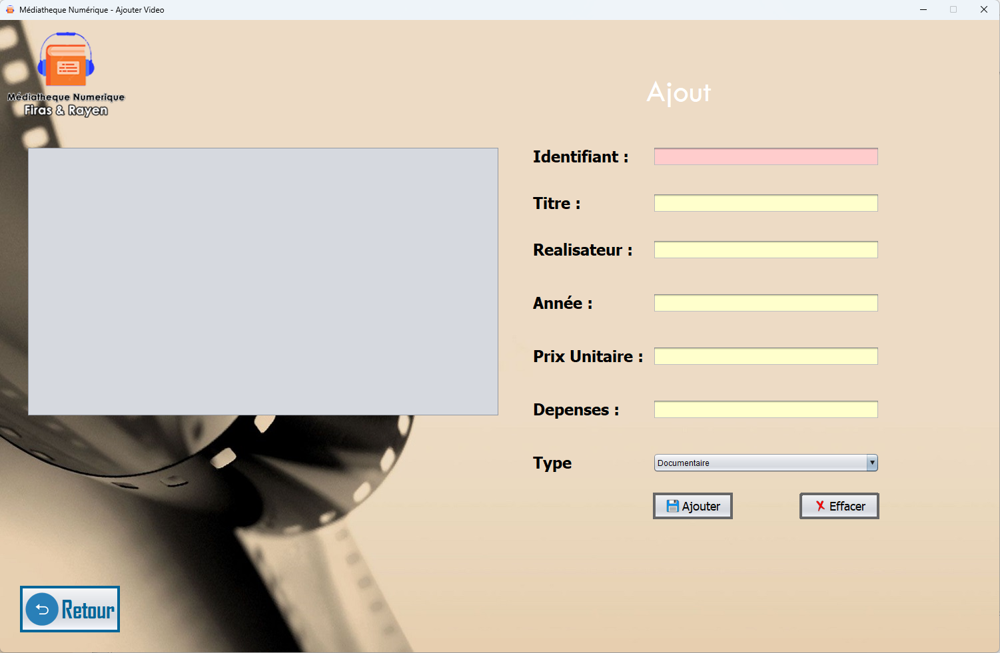 Médiatheque Numérique - Ajouter Video
Médiatheque Numerique
Firas & Rayen
Ajout
Identifiant :
Titre :
Realisateur :
Année :
Prix Unitaire :
Depenses :
Type
Documentaire
Ajouter
Effacer
Retour